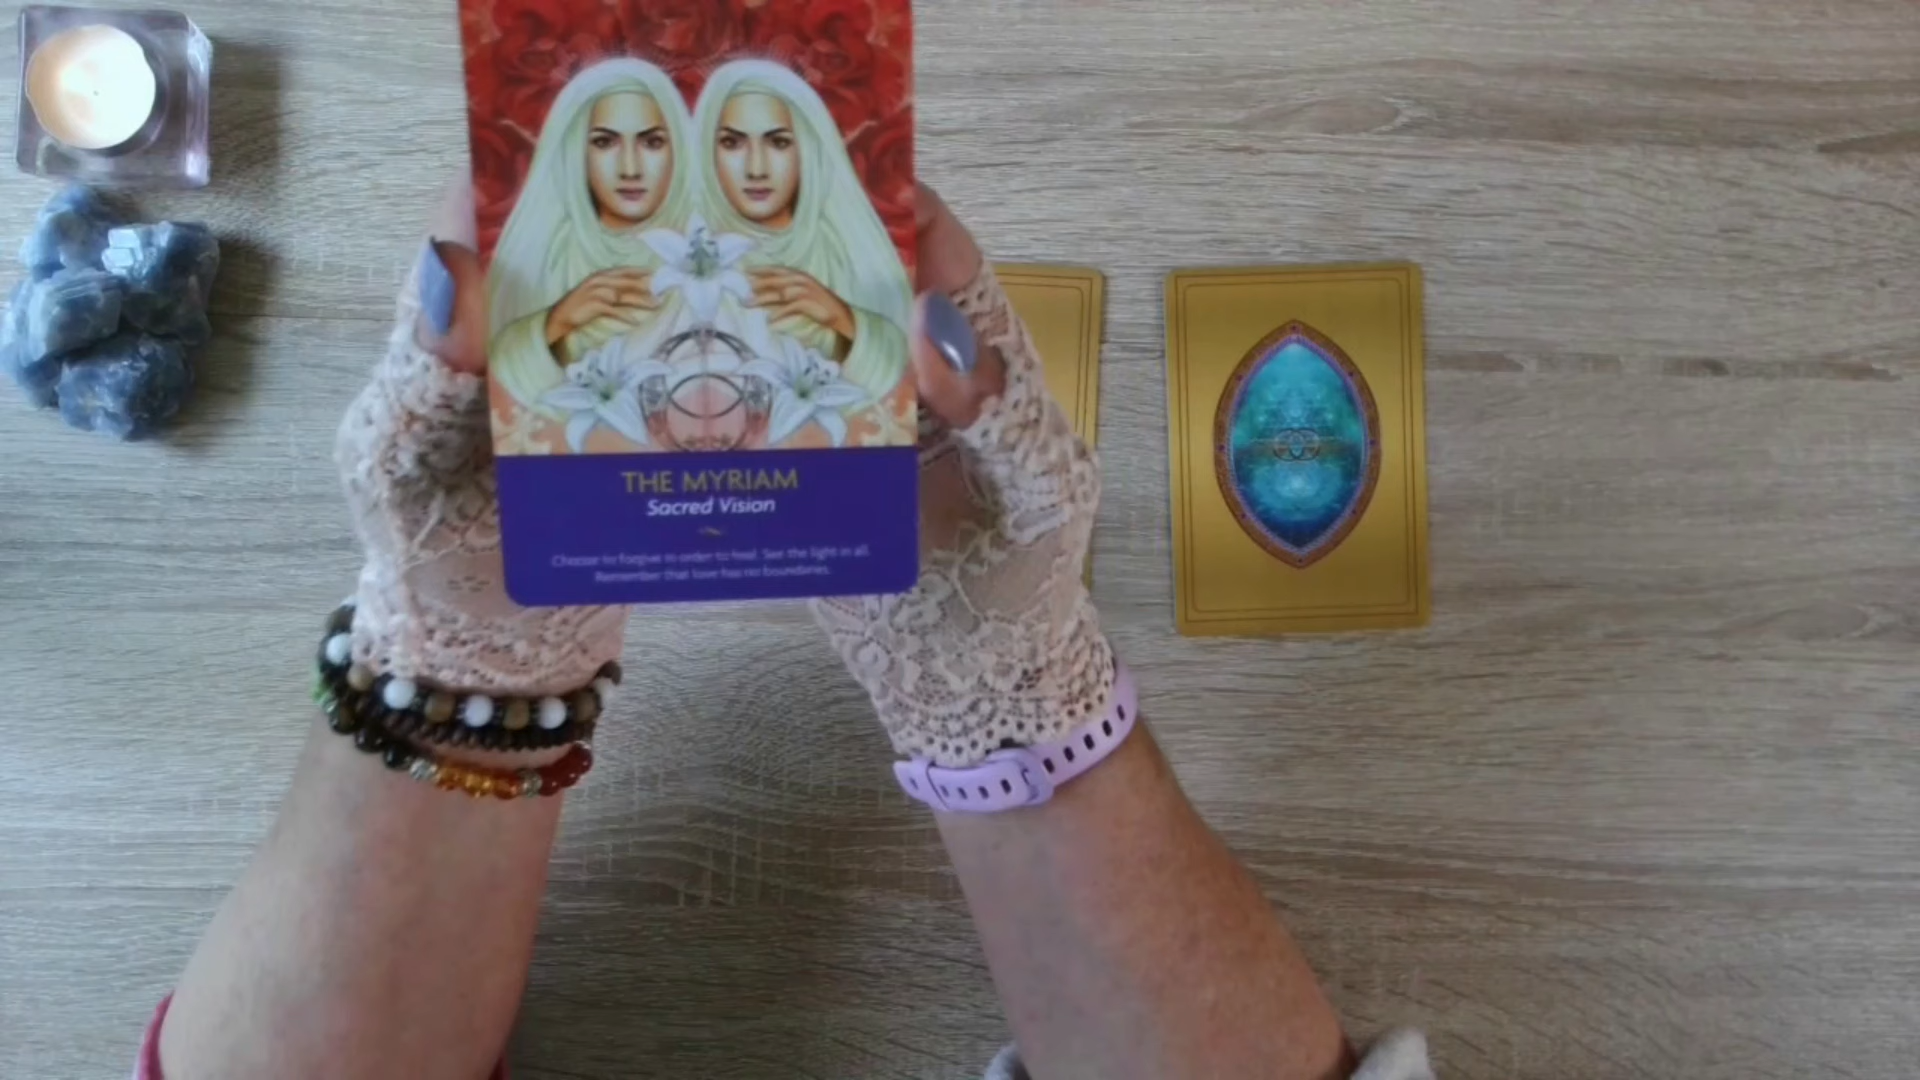 THE MYRIAM
Sacred Vision
Choose to forgive in order to heal. See the light in all.
Remember that love has no boundaries.